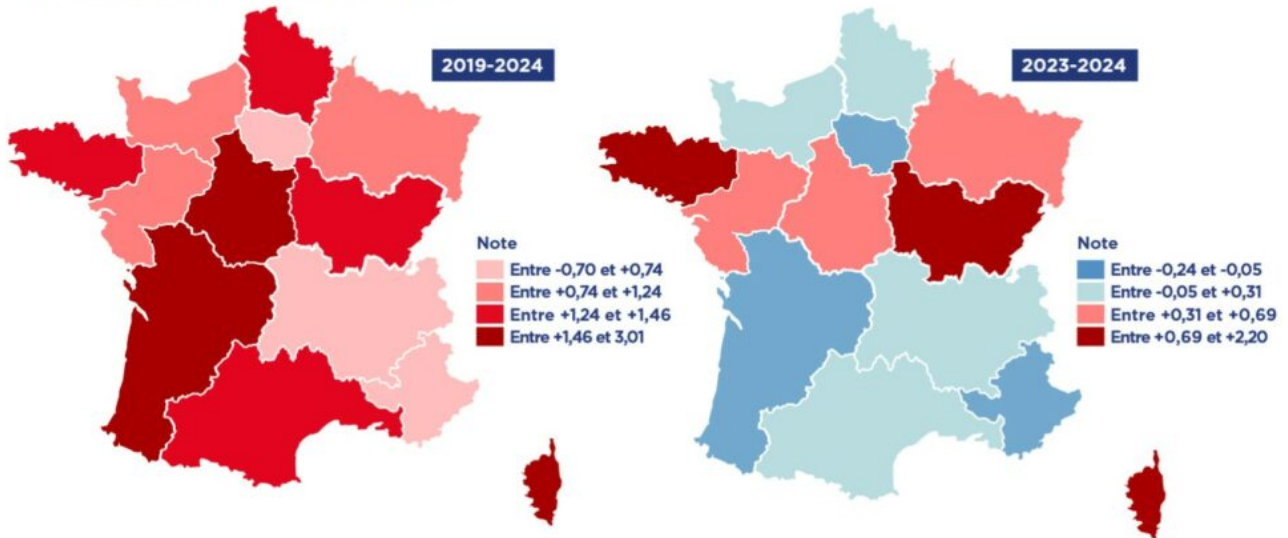 2019-2024
Note
Entre -0,70 et +0,74
Entre +0,74 et +1,24
Entre +1,24 et +1,46
Entre +1,46 et 3,01
2023-2024
Note
Entre -0,24 et -0,05
Entre -0,05 et +0,31
Entre +0,31 et +0,69
Entre +0,69 et +2,20